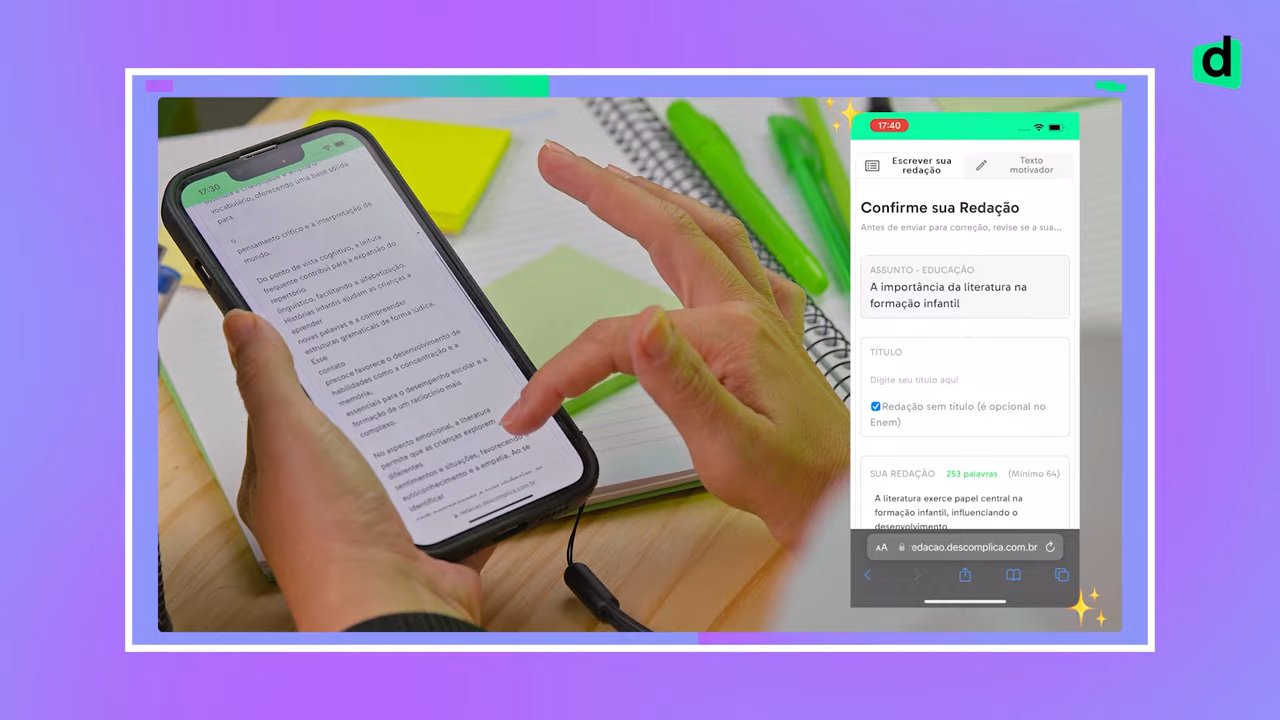 d
17:30
vocabulário, oferecendo uma base sólida
para
o
pensamento crítico e a interpretação de
mundo.
Do ponto de vista cognitivo, a leitura
frequente contribui para a expansão do
repertório
linguístico, facilitando a alfabetização.
Histórias infantis ajudam as crianças a
aprender
novas palavras e a compreender
estruturas gramaticais de forma lúdica.
Esse
contato
precoce favorece o desenvolvimento de
habilidades como a concentração e a
memória,
essenciais para o desempenho escolar e a
formação de um raciocínio mais
complexo.
No aspecto emocional, a literatura
permite que as crianças explorem
diferentes
sentimentos e situações, favorecendo o
autoconhecimento e a empatia. Ao se
identificar
redacao.descomplica.com.br
17:40
Escrever sua
redação
Texto
motivador
Confirme sua Redação
Antes de enviar para correção, revise se a sua...
ASSUNTO - EDUCAÇÃO
A importância da literatura na
formação infantil
TÍTULO
Digite seu título aqui
Redação sem título (é opcional no
Enem)
SUA REDAÇÃO 253 palavras (Mínimo 64)
A literatura exerce papel central na
formação infantil, influenciando o
desenvolvimento
AA edacao.descomplica.com.br